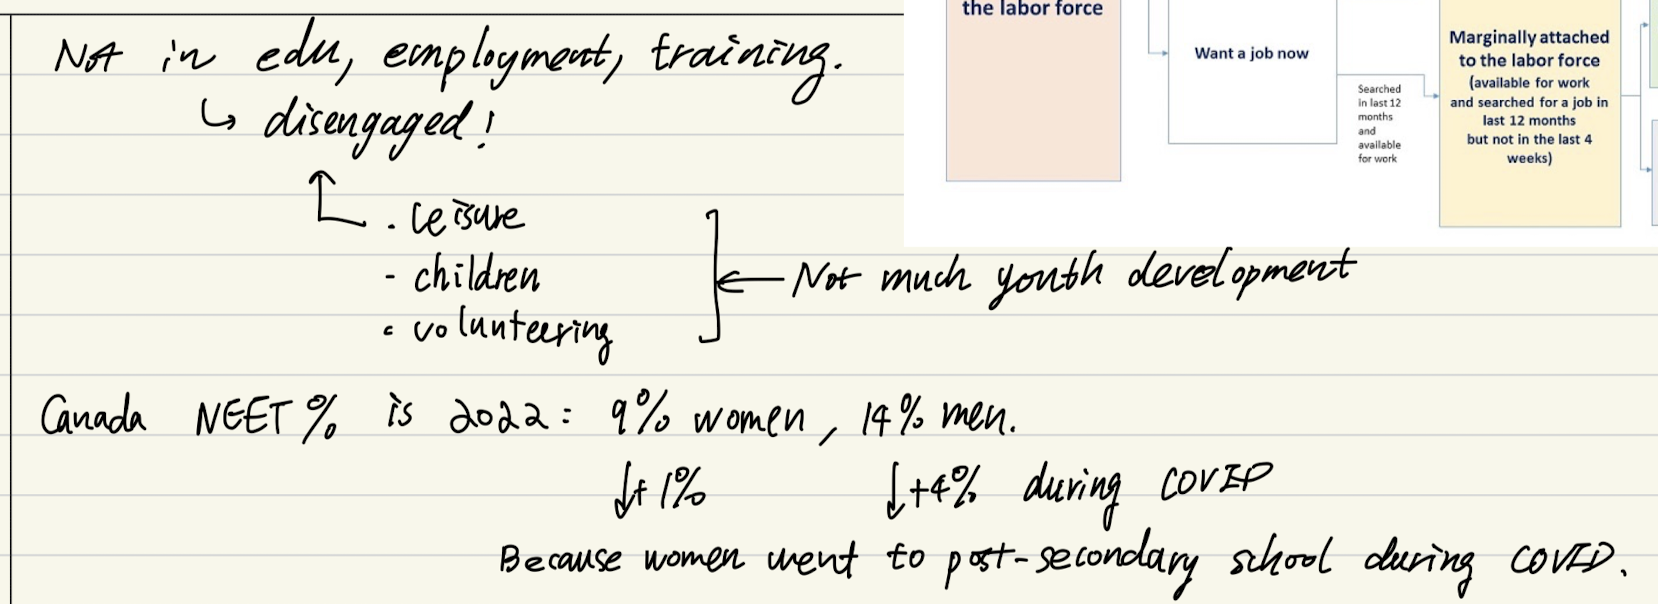 Not in edu, employment, training.
↳ disengaged!
· leisure
- children
· volunteering
← Not much youth development
Canada NEET % is 2022: 9% women, 14% men.
↓+1% ↓+4% during COVID
Because women went to post-secondary school during COVID.
the labor force
Want a job now
Searched
in last 12
months
and
available
for work
Marginally attached
to the labor force
(available for work
and searched for a job in
last 12 months
but not in the last 4
weeks)